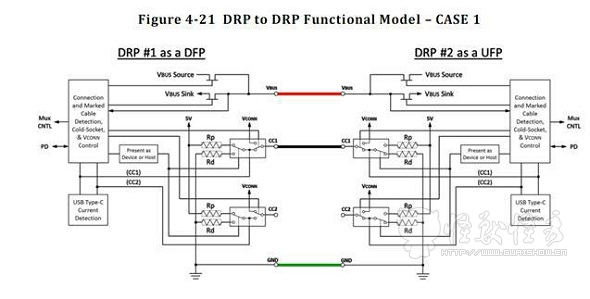 Figure 4-21 DRP to DRP Functional Model – CASE 1
DRP #1 as a DFP
DRP #2 as a UFP
VBUS Source
VBUS Source
VBUS Sink
VBUS
VBUS
VBUS Sink
Connection
and Marked
Cable
Detection,
Cold-Socket,
& VCONN
Control
Connection
and Marked
Cable
Detection,
Cold-Socket,
& VCONN
Control
Mux
CNTL
PD
Mux
CNTL
PD
5V
VCONN
VCONN
5V
Rp
Rd
CC1
CC1
Rp
Rd
Present as
Device or Host
Present as
Device or Host
(CC1)
(CC2)
(CC1)
(CC2)
VCONN
VCONN
5V
5V
USB Type-C
Current
Detection
USB Type-C
Current
Detection
Rp
Rd
CC2
CC2
Rp
Rd
GND
GND